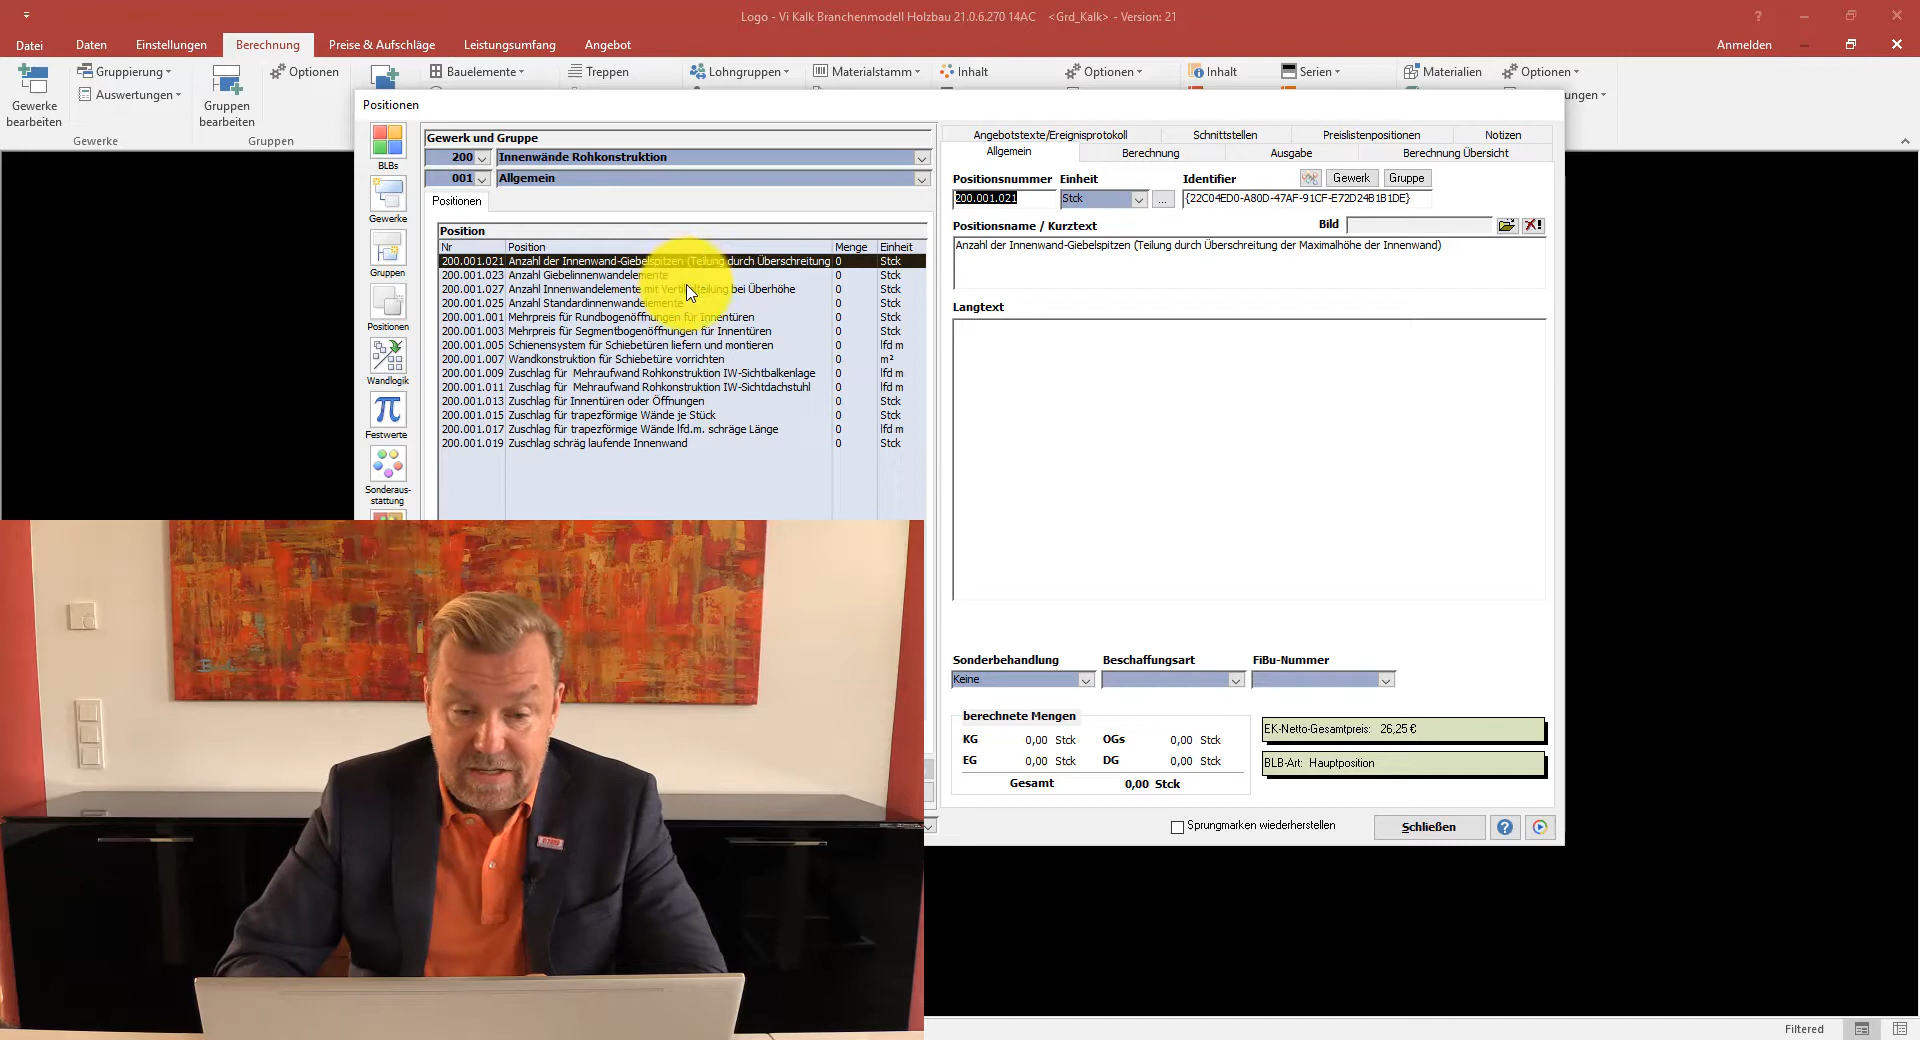 Logo - Vi Kalk Branchenmodell Holzbau 21.0.6.270 14AC <Grd_Kalk> - Version: 21
Datei Daten Einstellungen Berechnung Preise & Aufschläge Leistungsumfang Angebot Anmelden
Gruppierung Optionen Bauelemente Treppen Lohngruppen Materialstamm Inhalt Optionen Inhalt Serien Materialien Optionen
Gewerke bearbeiten
Auswertungen
Gruppen bearbeiten
Gewerke Gruppen
Positionen
BLBs
Gewerke
Gruppen
Positionen
Wandlogik
Festwerte
Sonderaus-
stattung
Gewerk und Gruppe
200 Innenwände Rohkonstruktion
001 Allgemein
Positionen
Position
Nr Position Menge Einheit
200.001.021 Anzahl der Innenwand-Giebelspitzen (Teilung durch Überschreitung 0 Stck
200.001.023 Anzahl Giebelinnenwandelemente 0 Stck
200.001.027 Anzahl Innenwandelemente mit Vertikalteilung bei Überhöhe 0 Stck
200.001.025 Anzahl Standardinnenwandelemente 0 Stck
200.001.001 Mehrpreis für Rundbogenöffnungen für Innentüren 0 Stck
200.001.003 Mehrpreis für Segmentbogenöffnungen für Innentüren 0 Stck
200.001.005 Schienensystem für Schiebetüren liefern und montieren 0 lfd m
200.001.007 Wandkonstruktion für Schiebetüre vorrichten 0 m²
200.001.009 Zuschlag für Mehraufwand Rohkonstruktion IW-Sichtbalkenlage 0 lfd m
200.001.011 Zuschlag für Mehraufwand Rohkonstruktion IW-Sichtdachstuhl 0 lfd m
200.001.013 Zuschlag für Innentüren oder Öffnungen 0 Stck
200.001.015 Zuschlag für trapezförmige Wände je Stück 0 Stck
200.001.017 Zuschlag für trapezförmige Wände lfd.m. schräge Länge 0 lfd m
200.001.019 Zuschlag schräg laufende Innenwand 0 Stck
Angebotstexte/Ereignisprotokoll Schnittstellen Preislistenpositionen Notizen
Allgemein Berechnung Ausgabe Berechnung Übersicht
Positionsnummer Einheit Identifier Gewerk Gruppe
200.001.021 Stck ... {22C04ED0-A80D-47AF-91CF-E72D24B1B1DE}
Positionsname / Kurztext Bild
Anzahl der Innenwand-Giebelspitzen (Teilung durch Überschreitung der Maximalhöhe der Innenwand)
Langtext
Sonderbehandlung Beschaffungsart FiBu-Nummer
Keine
berechnete Mengen
KG 0,00 Stck OGs 0,00 Stck
EG 0,00 Stck DG 0,00 Stck
Gesamt 0,00 Stck
EK-Netto-Gesamtpreis: 26,25 €
BLB-Art: Hauptposition
Sprungmarken wiederherstellen Schließen
Filtered